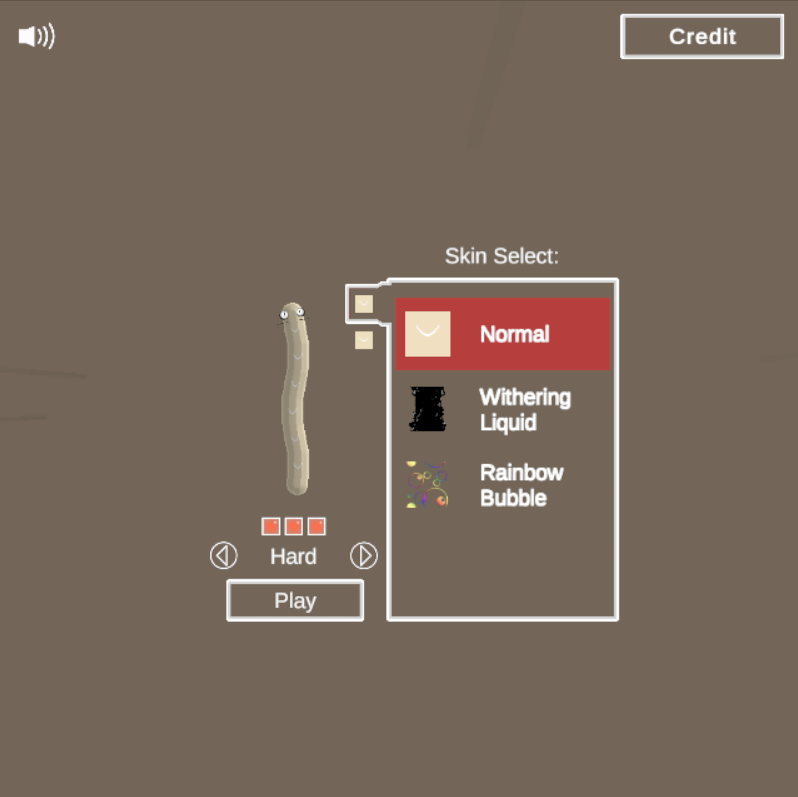 Credit
Skin Select:
Normal
Withering
Liquid
Rainbow
Bubble
Hard
Play